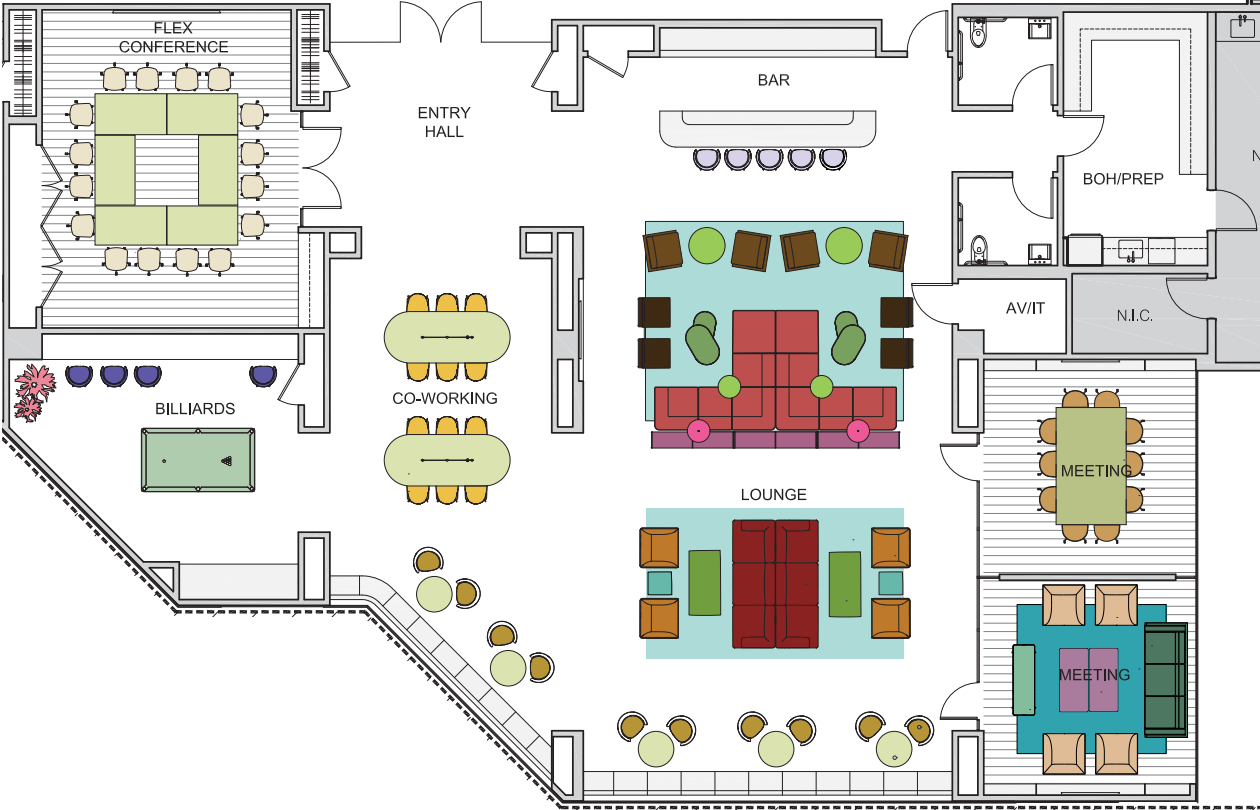 FLEX
CONFERENCE
ENTRY
HALL
BAR
BOH/PREP
N
AV/IT
N.I.C.
CO-WORKING
BILLIARDS
MEETING
LOUNGE
MEETING